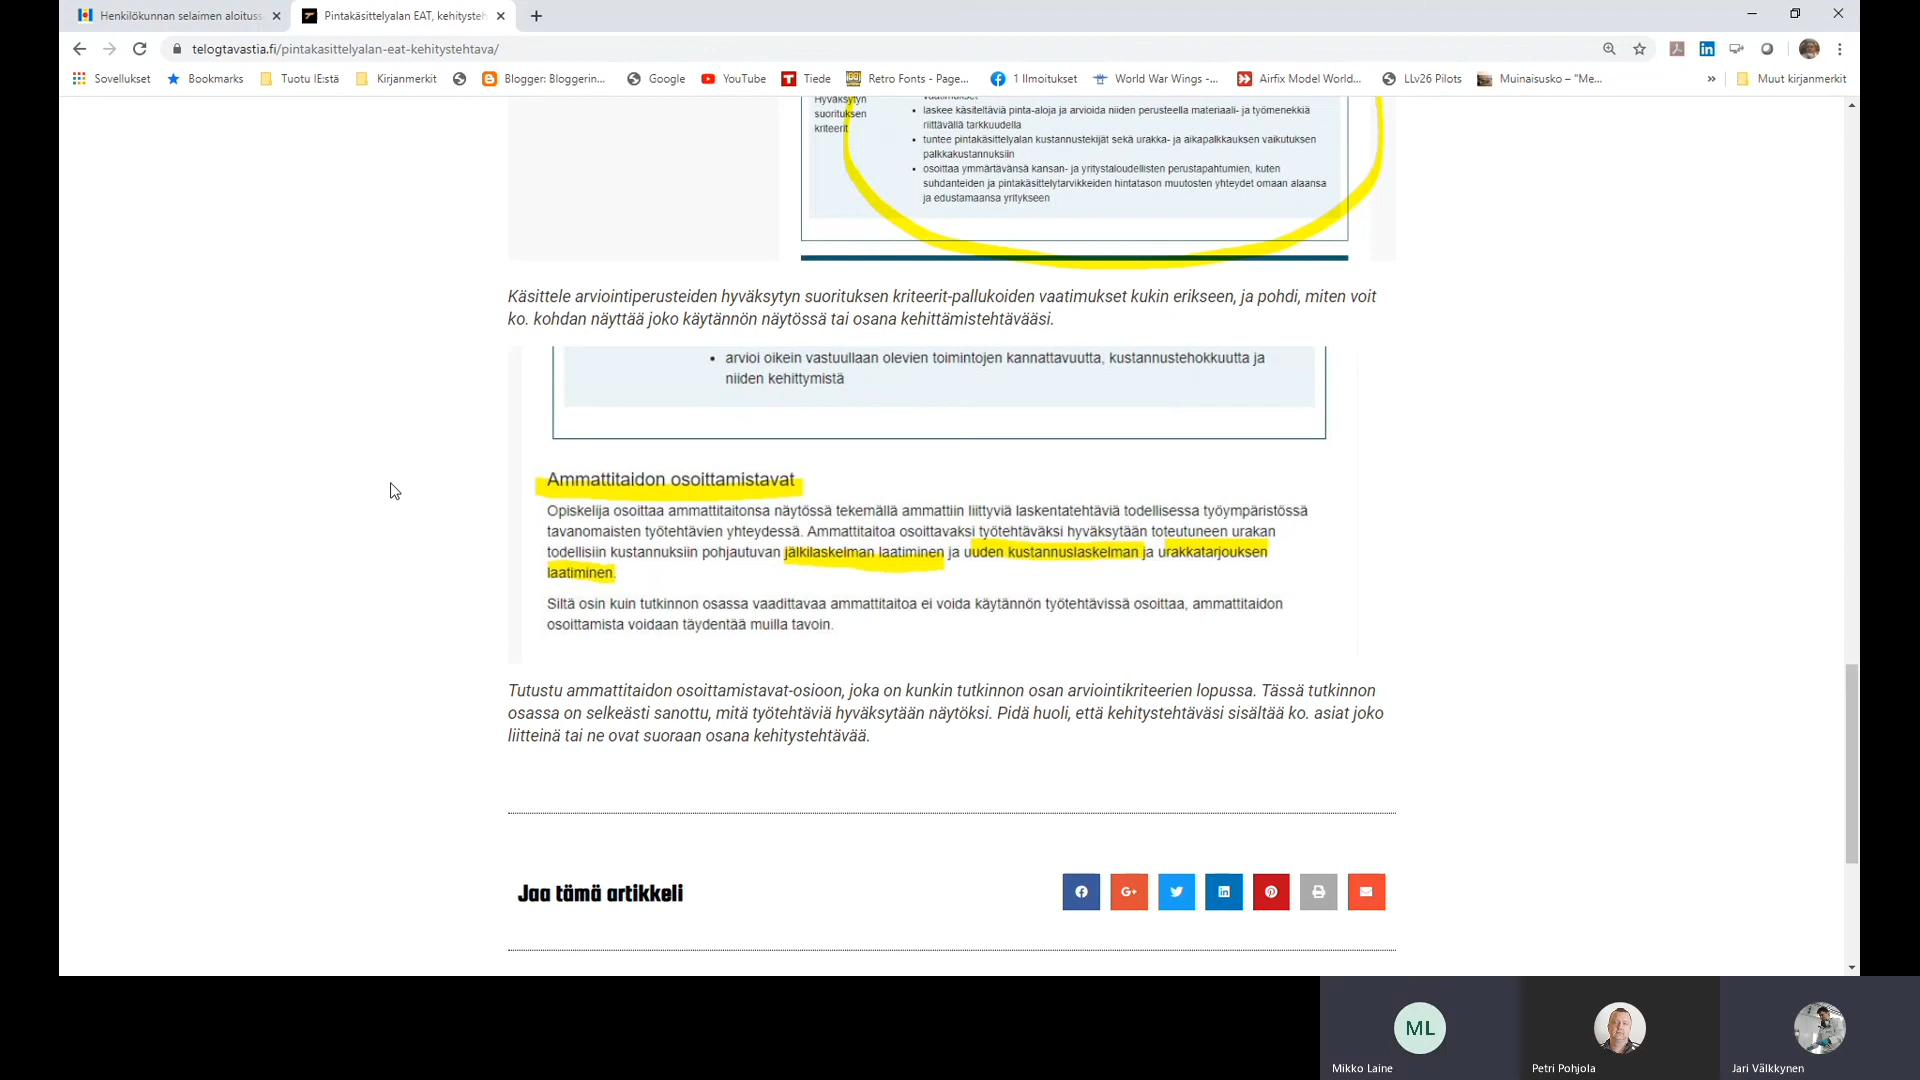 Henkilökunnan selaimen aloituss
Pintakäsittelyalan EAT, kehitysteh
telogtavastia.fi/pintakasittelyalan-eat-kehitystehtava/
Sovellukset Bookmarks Tuotu IE:stä Kirjanmerkit Blogger: Bloggerin... Google YouTube Tiede Retro Fonts - Page... 1 Ilmoitukset World War Wings -... Airfix Model World... LLv26 Pilots Muinaisusko – "Me... » Muut kirjanmerkit
Hyväksytyn
suorituksen
kriteerit
vaatimukset
• laskee käsiteltäviä pinta-aloja ja arvioida niiden perusteella materiaali- ja työmenekkiä
riittävällä tarkkuudella
• tuntee pintakäsittelyalan kustannustekijät sekä urakka- ja aikapalkkauksen vaikutuksen
palkkakustannuksiin
• osoittaa ymmärtävänsä kansan- ja yritystaloudellisten perustapahtumien, kuten
suhdanteiden ja pintakäsittelytarvikkeiden hintatason muutosten yhteydet omaan alaansa
ja edustamaansa yritykseen
Käsittele arviointiperusteiden hyväksytyn suorituksen kriteerit-pallukoiden vaatimukset kukin erikseen, ja pohdi, miten voit
ko. kohdan näyttää joko käytännön näytössä tai osana kehittämistehtävääsi.
• arvioi oikein vastuullaan olevien toimintojen kannattavuutta, kustannustehokkuutta ja
niiden kehittymistä
Ammattitaidon osoittamistavat
Opiskelija osoittaa ammattitaitonsa näytössä tekemällä ammattiin liittyviä laskentatehtäviä todellisessa työympäristössä
tavanomaisten työtehtävien yhteydessä. Ammattitaitoa osoittavaksi työtehtäväksi hyväksytään toteutuneen urakan
todellisiin kustannuksiin pohjautuvan jälkilaskelman laatiminen ja uuden kustannuslaskelman ja urakkatarjouksen
laatiminen.
Siltä osin kuin tutkinnon osassa vaadittavaa ammattitaitoa ei voida käytännön työtehtävissä osoittaa, ammattitaidon
osoittamista voidaan täydentää muilla tavoin.
Tutustu ammattitaidon osoittamistavat-osioon, joka on kunkin tutkinnon osan arviointikriteerien lopussa. Tässä tutkinnon
osassa on selkeästi sanottu, mitä työtehtäviä hyväksytään näytöksi. Pidä huoli, että kehitystehtäväsi sisältää ko. asiat joko
liitteinä tai ne ovat suoraan osana kehitystehtävää.
Jaa tämä artikkeli
ML
Mikko Laine
Petri Pohjola
Jari Välkkynen